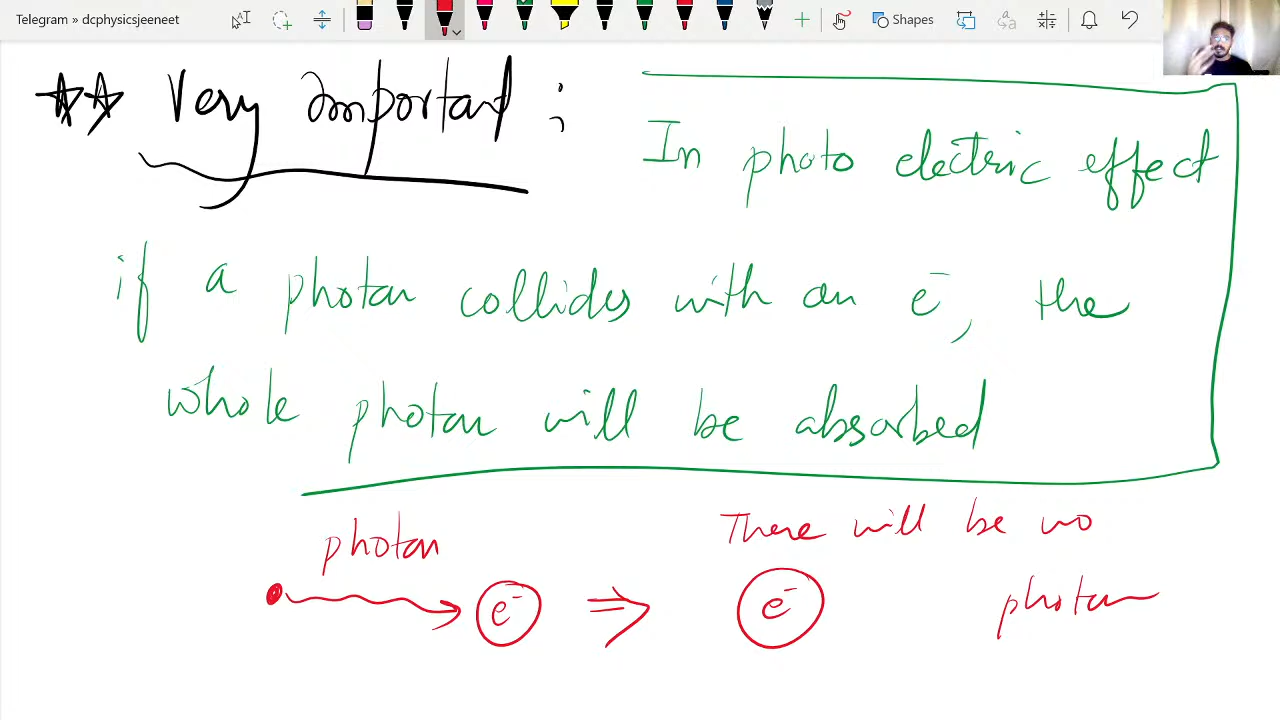 Telegram » dcphysicsjeeneet
Shapes
** Very important :
In photo electric effect
if a photon collides with an e⁻, the
whole photon will be absorbed
photon
There will be no
photon
e⁻ ⇒ e⁻